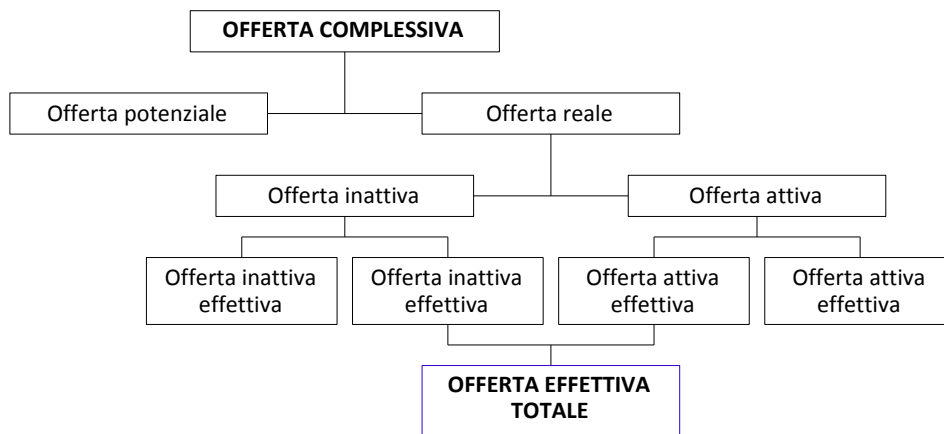 OFFERTA COMPLESSIVA
Offerta potenziale
Offerta reale
Offerta inattiva
Offerta attiva
Offerta inattiva
effettiva
Offerta inattiva
effettiva
Offerta attiva
effettiva
Offerta attiva
effettiva
OFFERTA EFFETTIVA
TOTALE